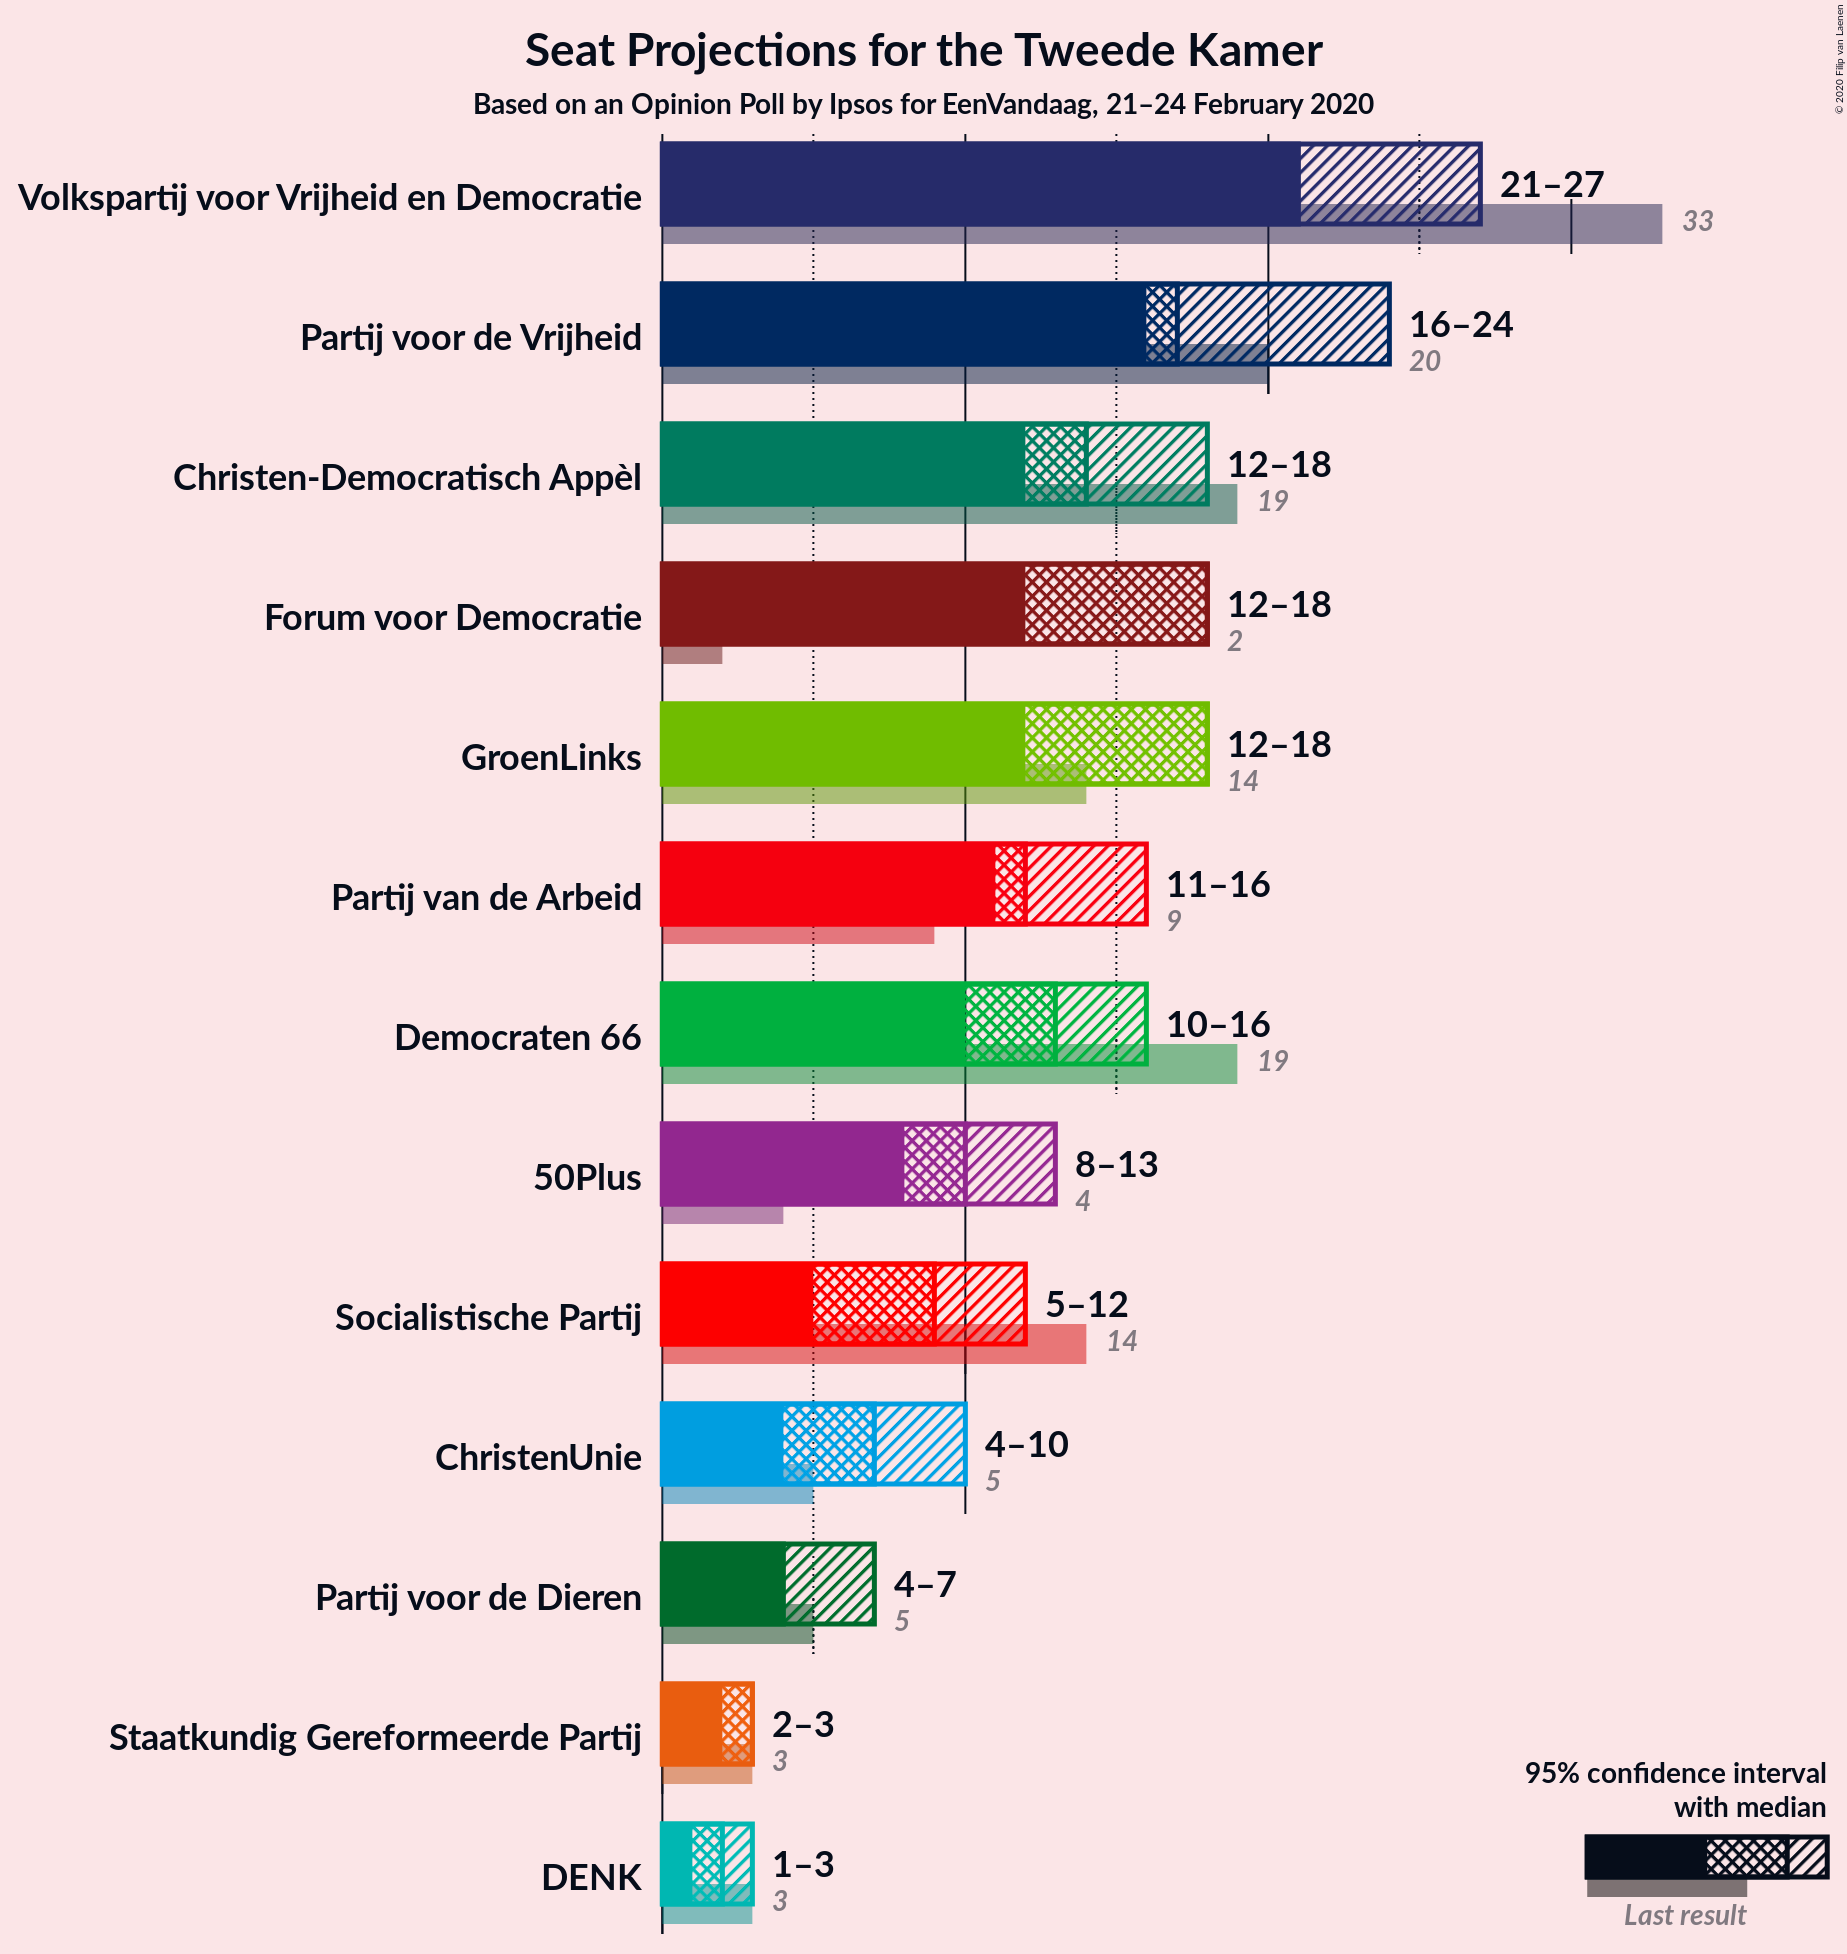 Seat Projections for the Tweede Kamer
Based on an Opinion Poll by Ipsos for EenVandaag, 21–24 February 2020
© 2020 Filip van Laenen
Volkspartij voor Vrijheid en Democratie
21–27
33
Partij voor de Vrijheid
16–24
20
Christen-Democratisch Appèl
12–18
19
Forum voor Democratie
12–18
2
GroenLinks
12–18
14
Partij van de Arbeid
11–16
9
Democraten 66
10–16
19
50Plus
8–13
4
Socialistische Partij
5–12
14
ChristenUnie
4–10
5
Partij voor de Dieren
4–7
5
Staatkundig Gereformeerde Partij
2–3
3
DENK
1–3
3
95% confidence interval
with median
Last result